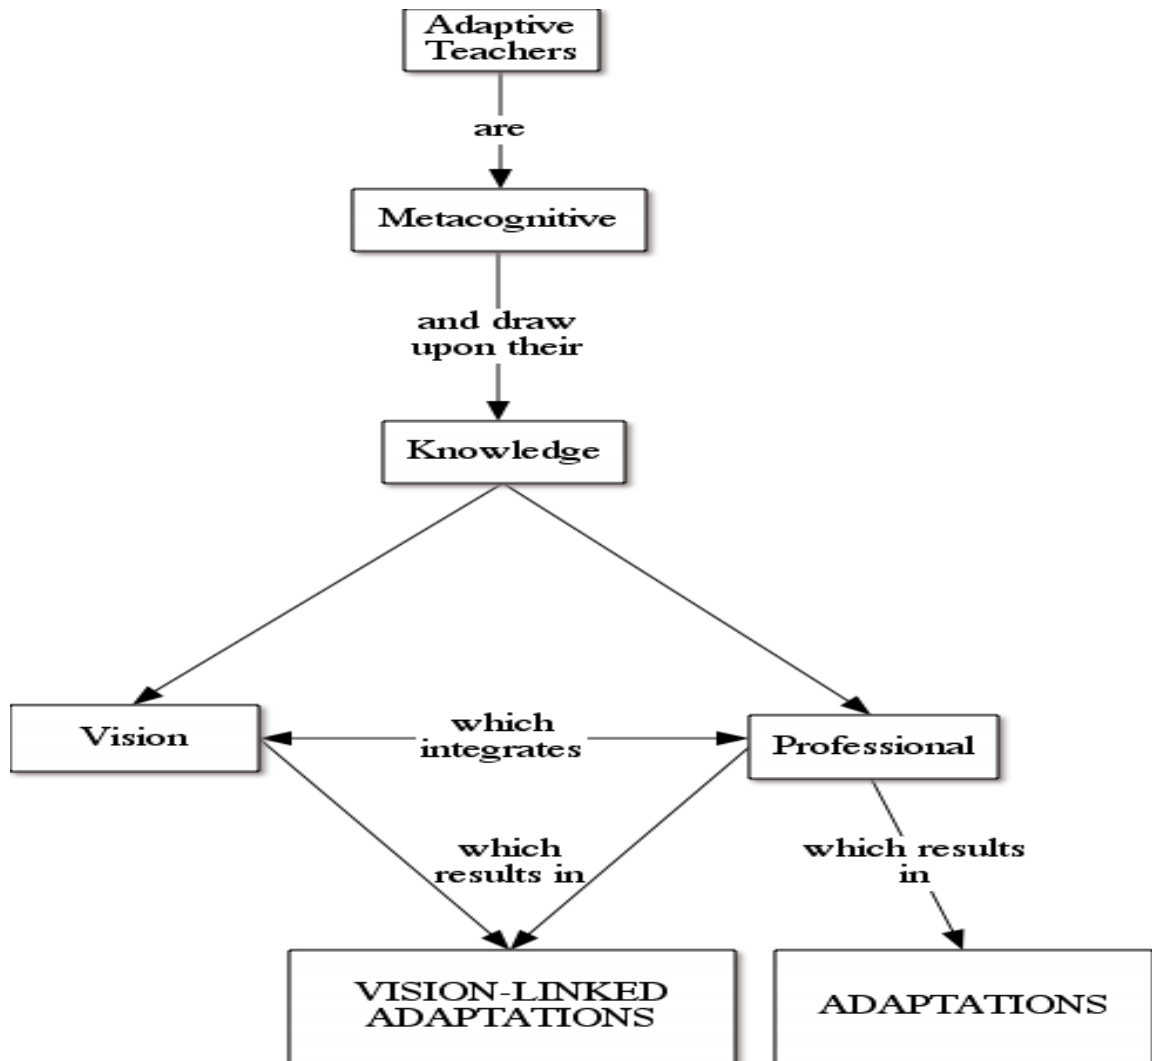 Adaptive
Teachers
are
Metacognitive
and draw
upon their
Knowledge
Vision
which
integrates
Professional
which
results in
which results
in
VISION-LINKED
ADAPTATIONS
ADAPTATIONS